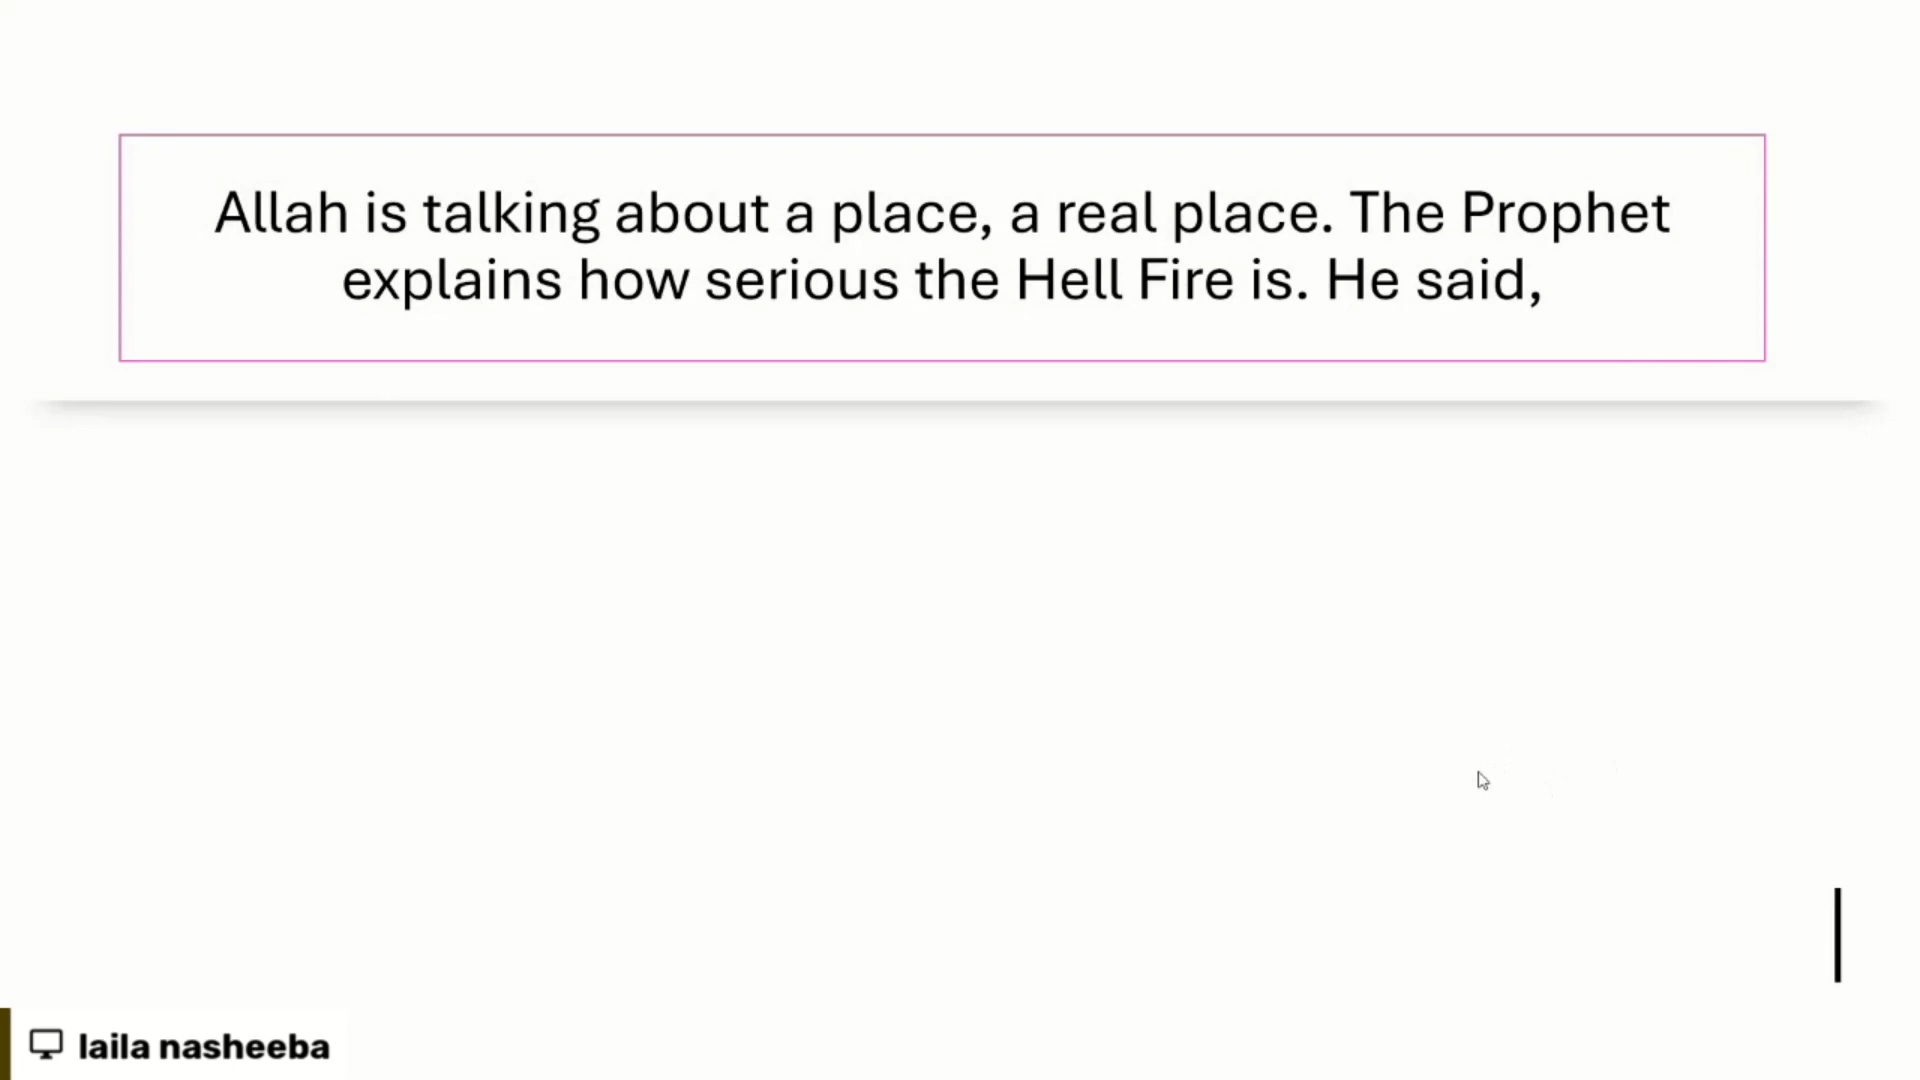 Allah is talking about a place, a real place. The Prophet
explains how serious the Hell Fire is. He said,
laila nasheeba